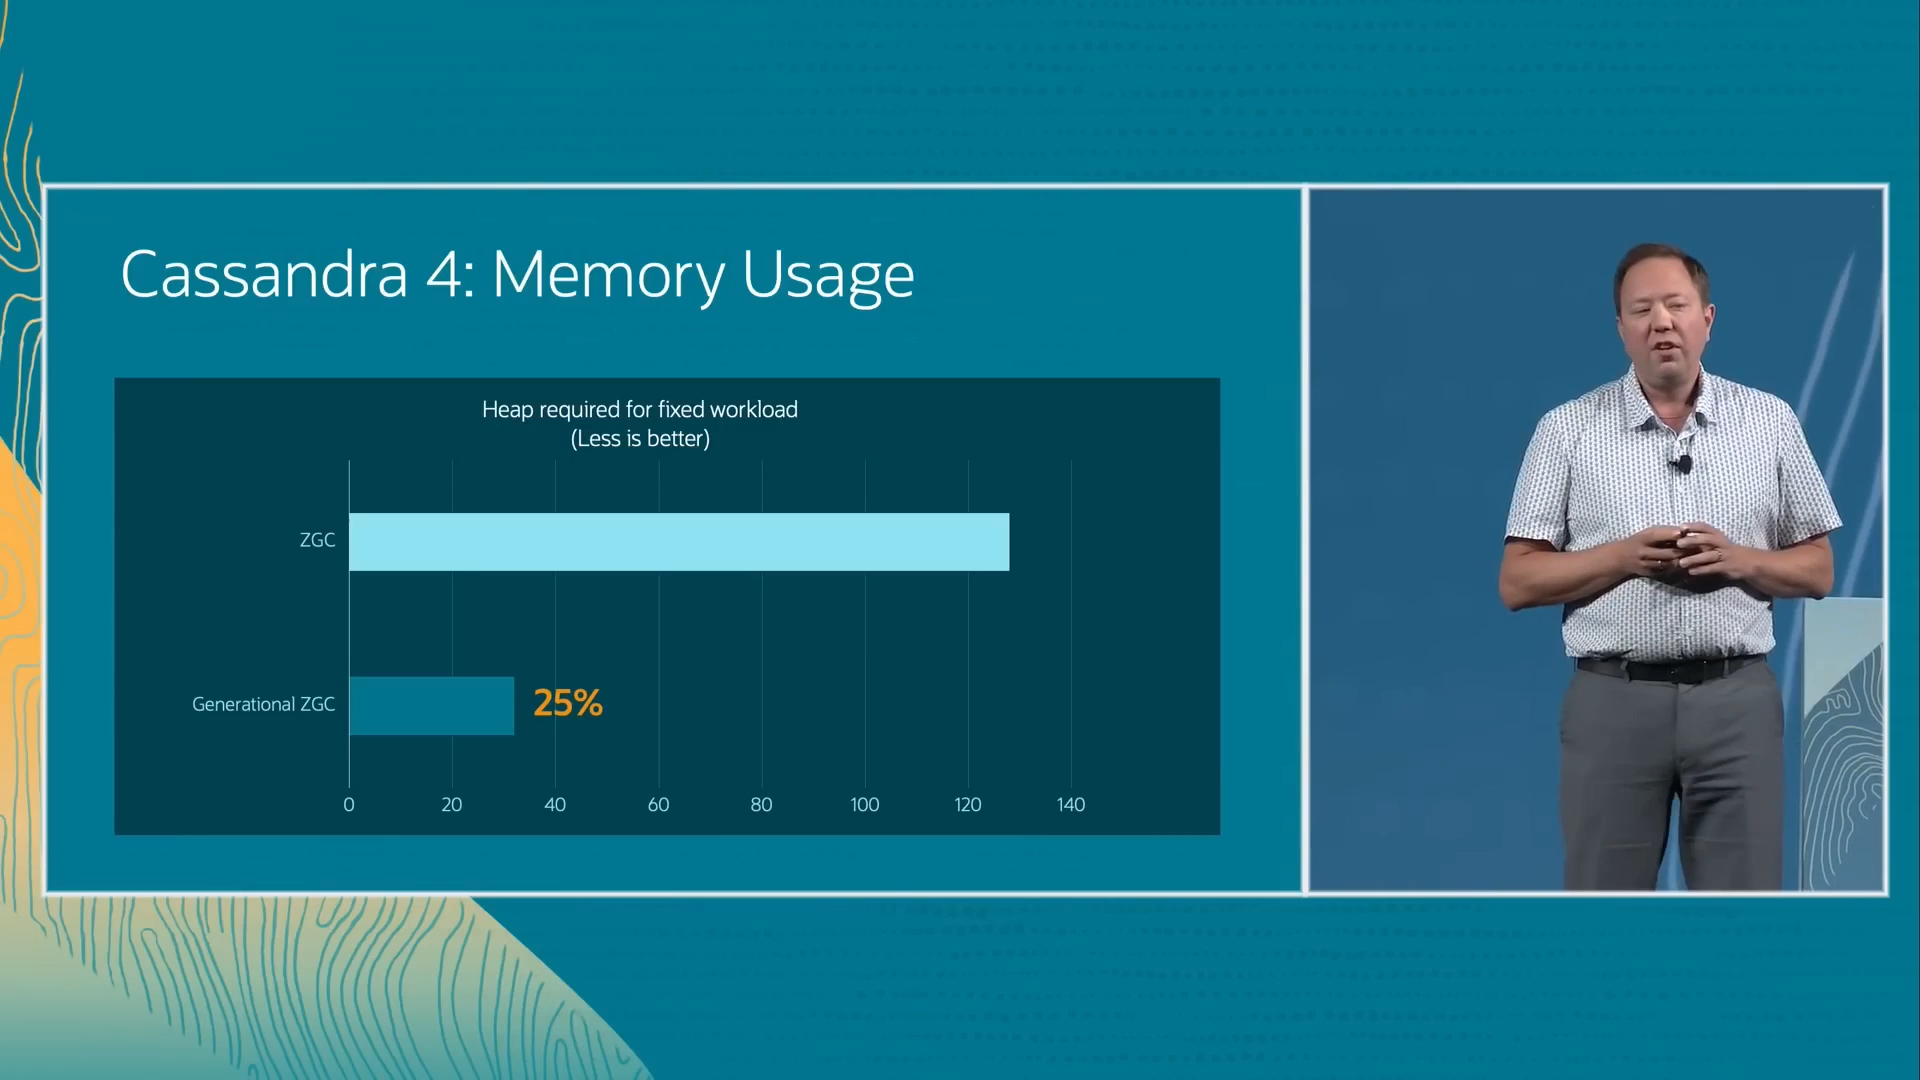 Cassandra 4: Memory Usage
Heap required for fixed workload
(Less is better)
ZGC
Generational ZGC
25%
0 20 40 60 80 100 120 140